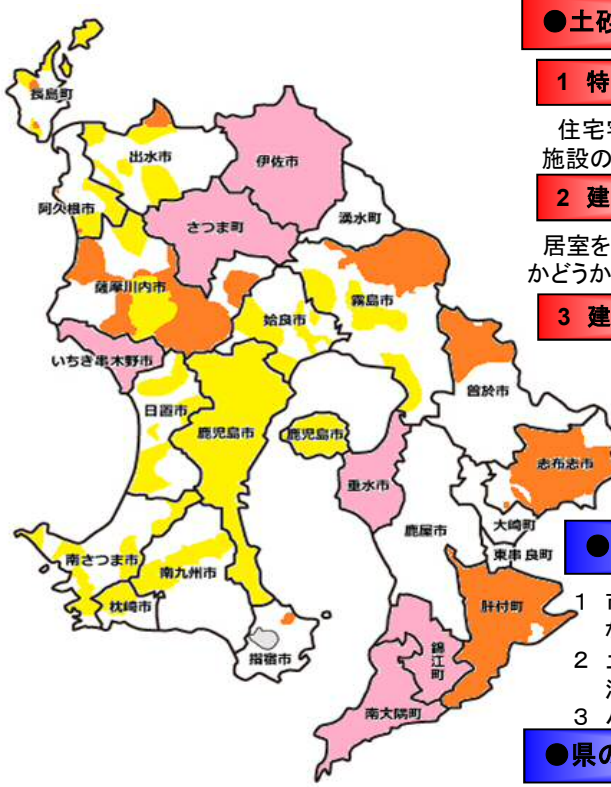 長島町
出水市
伊佐市
阿久根市
さつま町
湧水町
薩摩川内市
霧島市
姶良市
いちき串木野市
曽於市
日置市
鹿児島市
鹿児島市
志布志市
垂水市
鹿屋市
大崎町
東串良町
南さつま市
南九州市
枕崎市
肝付町
錦江町
指宿市
南大隅町
●土砂
1 特
住宅宅
施設の
2 建
居室を
かどうか
3 建
●
1 市
2 土
3 パ
●県の